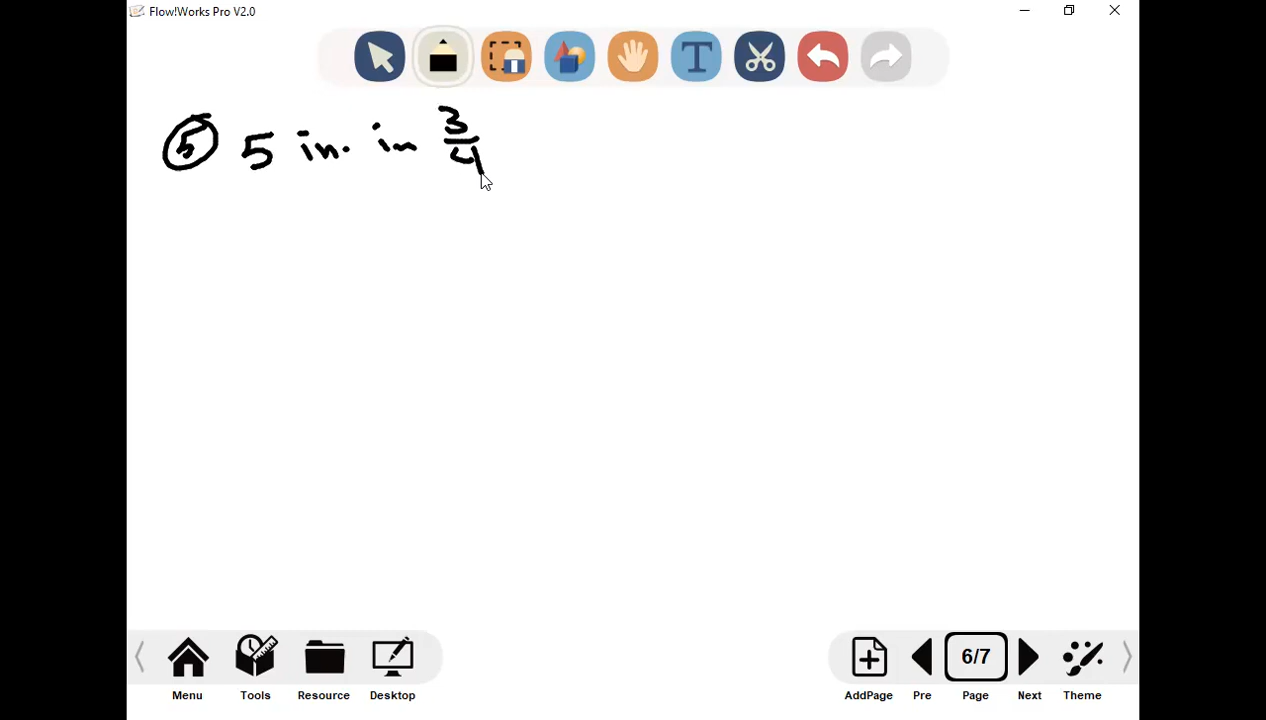 Flow!Works Pro V2.0
T
⑤ 5 in. in 3/4
6/7
Menu Tools Resource Desktop AddPage Pre Page Next Theme